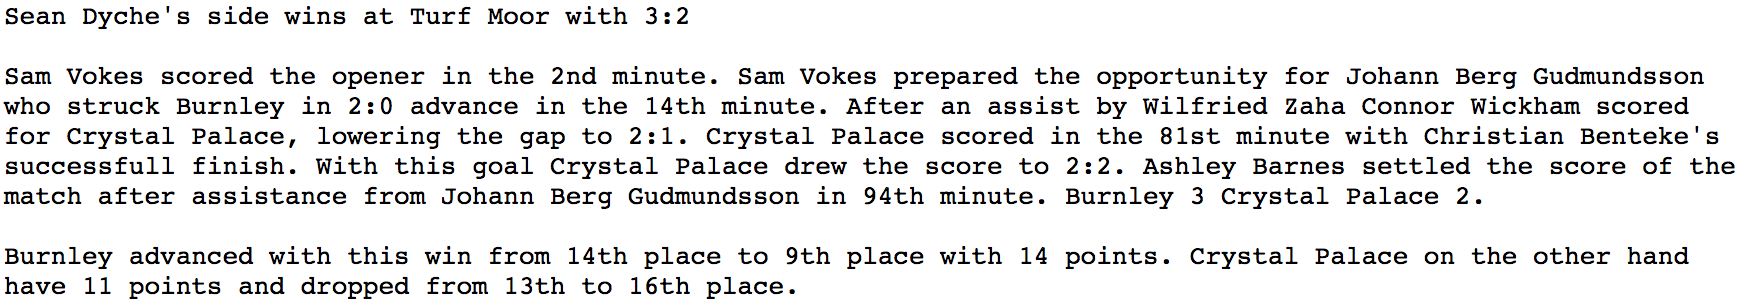 Sean Dyche's side wins at Turf Moor with 3:2
Sam Vokes scored the opener in the 2nd minute. Sam Vokes prepared the opportunity for Johann Berg Gudmundsson
who struck Burnley in 2:0 advance in the 14th minute. After an assist by Wilfried Zaha Connor Wickham scored
for Crystal Palace, lowering the gap to 2:1. Crystal Palace scored in the 81st minute with Christian Benteke's
successfull finish. With this goal Crystal Palace drew the score to 2:2. Ashley Barnes settled the score of the
match after assistance from Johann Berg Gudmundsson in 94th minute. Burnley 3 Crystal Palace 2.
Burnley advanced with this win from 14th place to 9th place with 14 points. Crystal Palace on the other hand
have 11 points and dropped from 13th to 16th place.